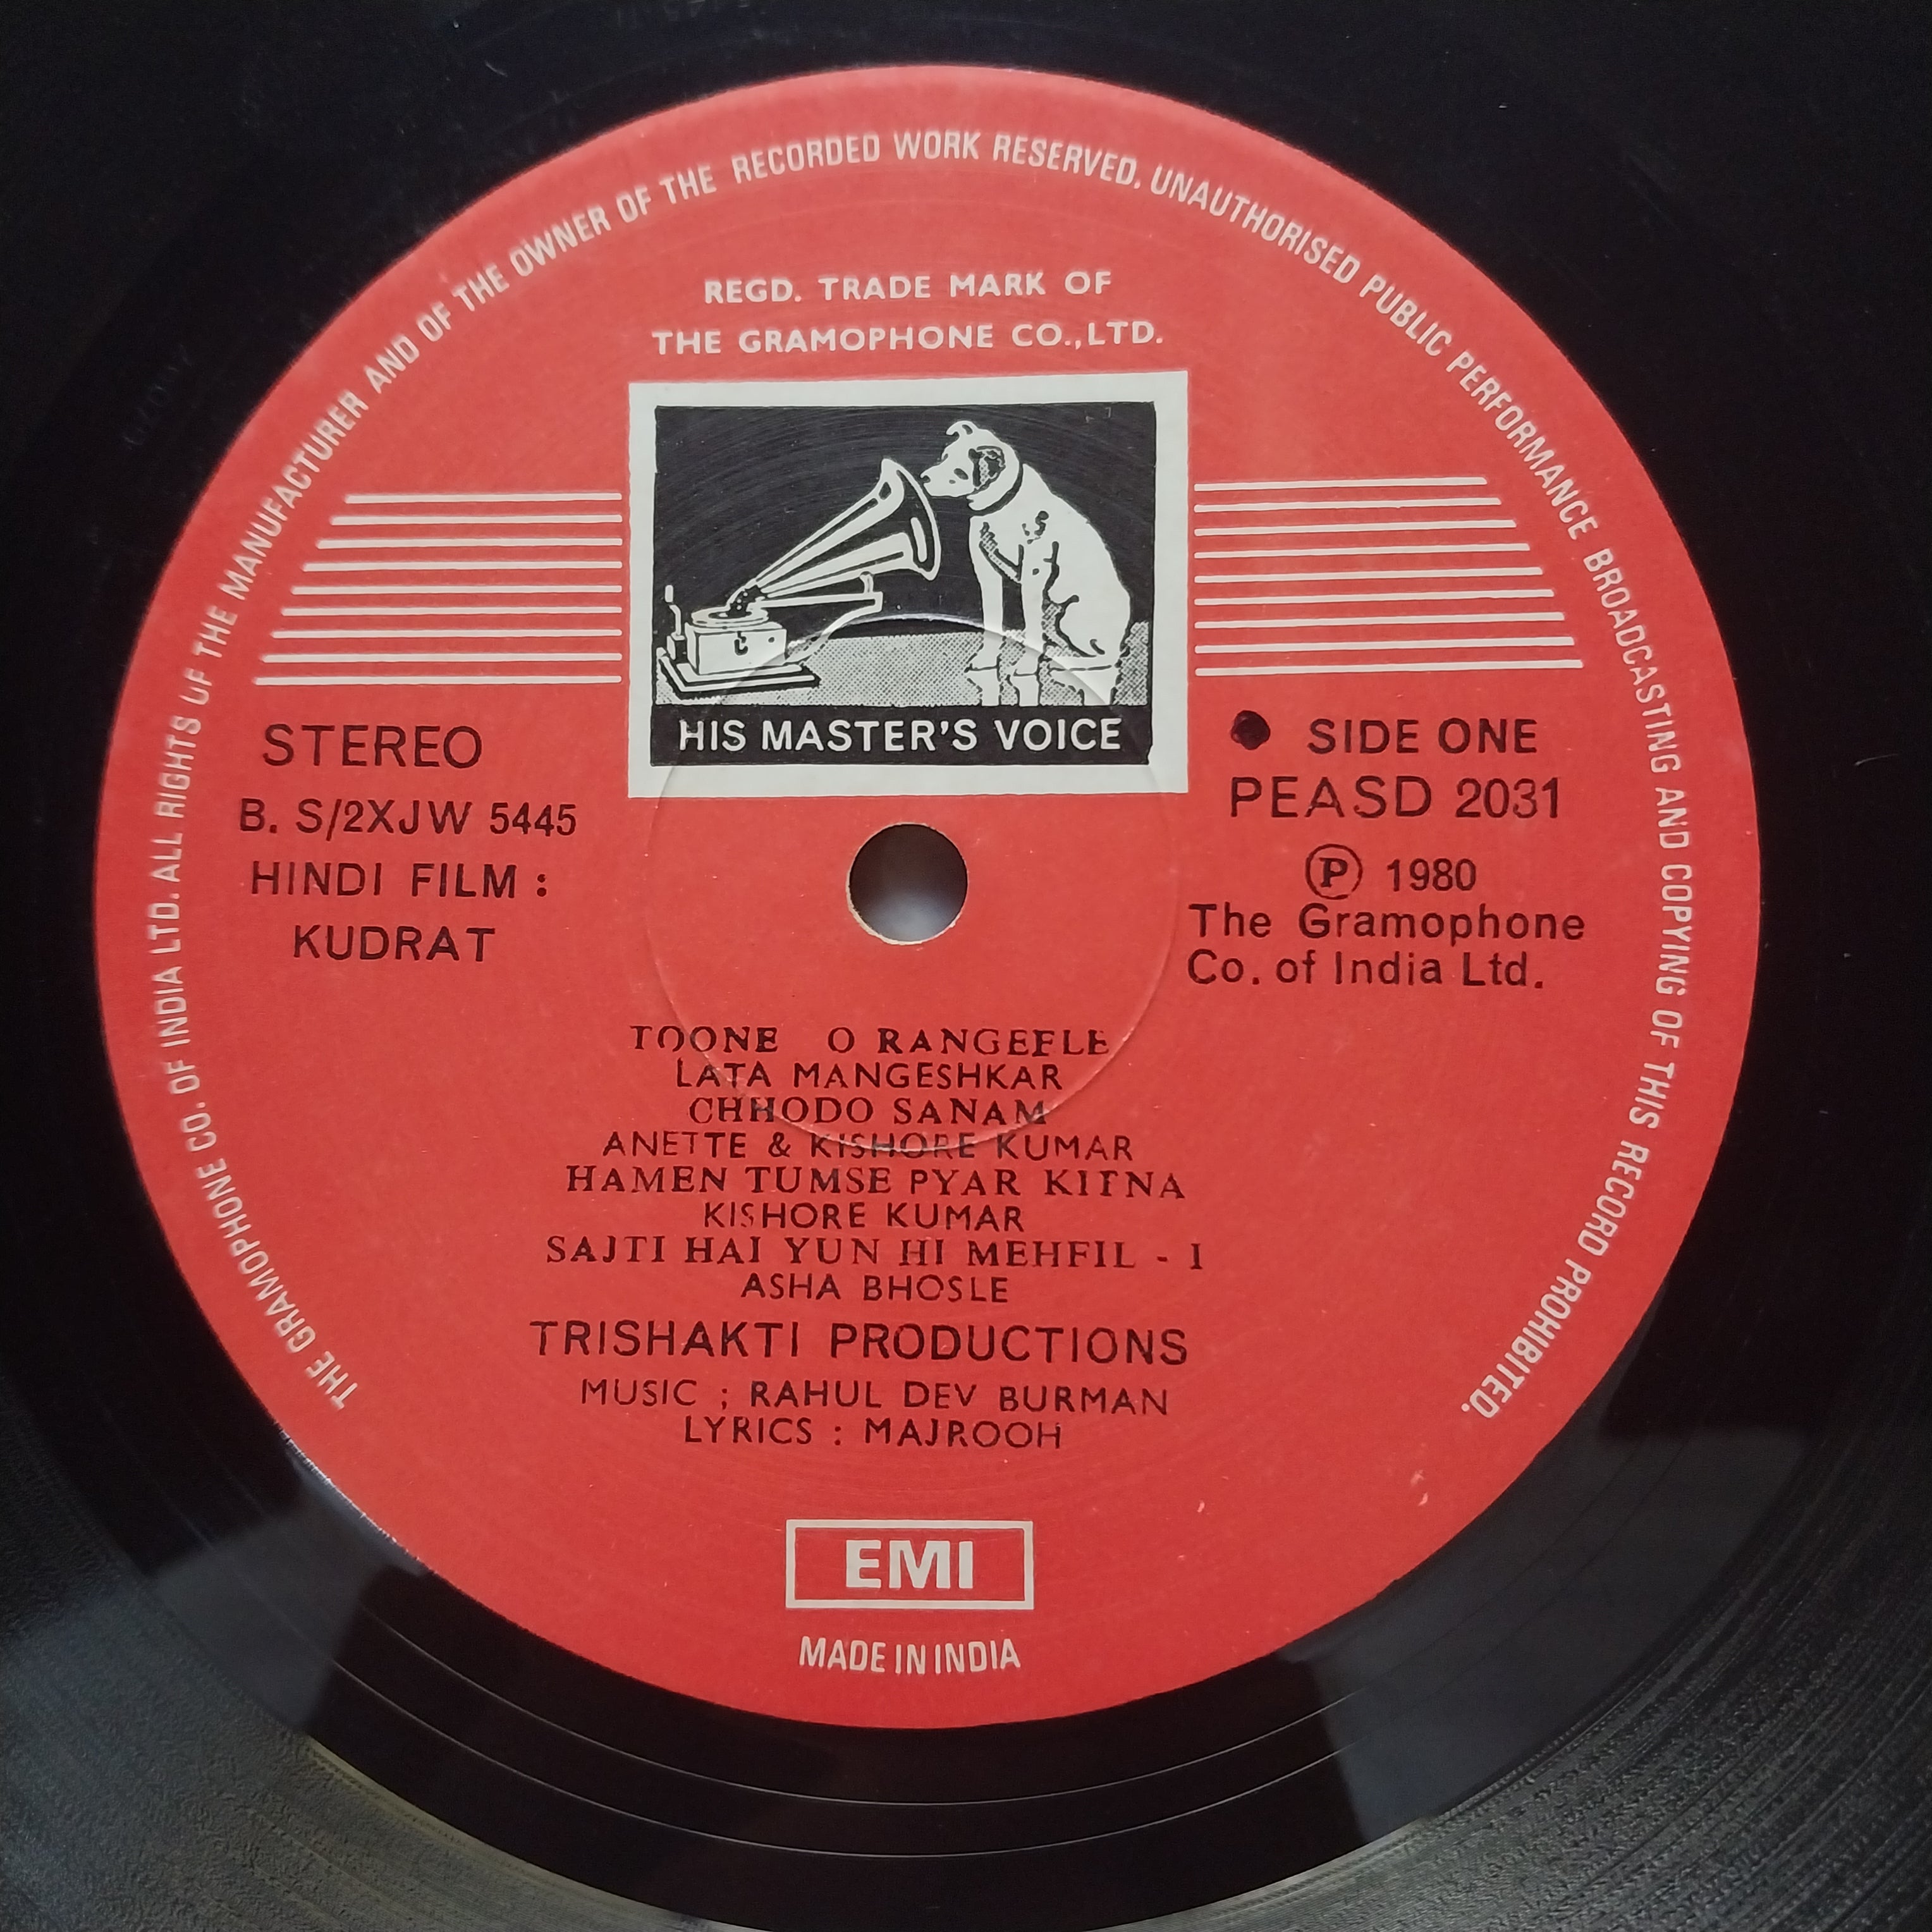 THE GRAMOPHONE CO. OF INDIA LTD. ALL RIGHTS OF THE MANUFACTURER AND OF THE OWNER OF THE RECORDED WORK RESERVED. UNAUTHORISED PUBLIC PERFORMANCE BROADCASTING AND COPYING OF THIS RECORD PROHIBITED.
REGD. TRADE MARK OF
THE GRAMOPHONE CO.,LTD.
HIS MASTER'S VOICE
STEREO
B. S/2XJW 5445
HINDI FILM :
KUDRAT
SIDE ONE
PEASD 2031
Ⓟ 1980
The Gramophone
Co. of India Ltd.
TOONE O RANGEELE
LATA MANGESHKAR
CHHODO SANAM
ANETTE & KISHORE KUMAR
HAMEN TUMSE PYAR KITNA
KISHORE KUMAR
SAJTI HAI YUN HI MEHFIL - I
ASHA BHOSLE
TRISHAKTI PRODUCTIONS
MUSIC ; RAHUL DEV BURMAN
LYRICS : MAJROOH
EMI
MADE IN INDIA